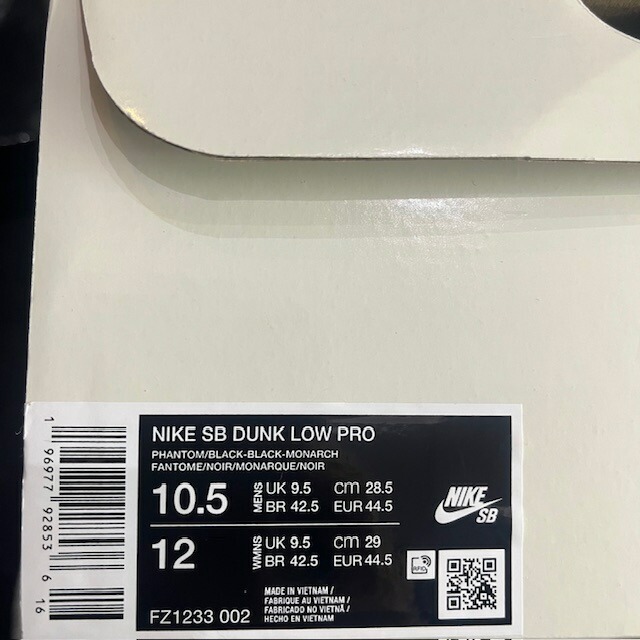 NIKE SB DUNK LOW PRO
PHANTOM/BLACK-BLACK-MONARCH
FANTOME/NOIR/MONARQUE/NOIR
10.5 MENS UK 9.5 cm 28.5
BR 42.5 EUR 44.5
12 WMNS UK 9.5 cm 29
BR 42.5 EUR 44.5
NIKE
SB
RFID
MADE IN VIETNAM /
FABRIQUE AU VIETNAM /
FABRICADO NO VIETNÃ /
HECHO EN VIETNAM
FZ1233 002
1 96977 92853 6 16